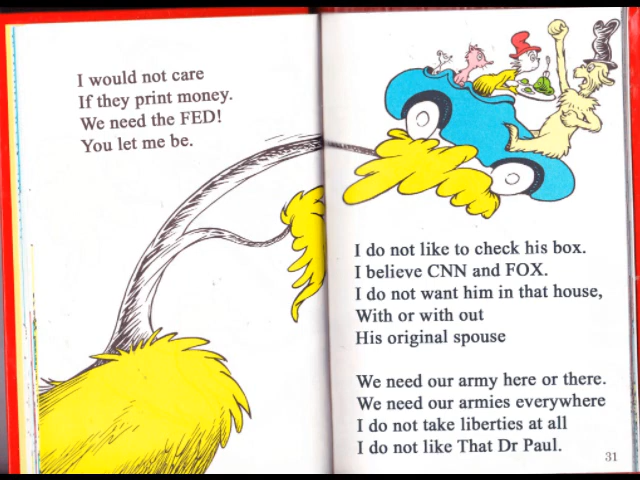 I would not care
If they print money.
We need the FED!
You let me be.
I do not like to check his box.
I believe CNN and FOX.
I do not want him in that house,
With or with out
His original spouse
We need our army here or there.
We need our armies everywhere
I do not take liberties at all
I do not like That Dr Paul.
31